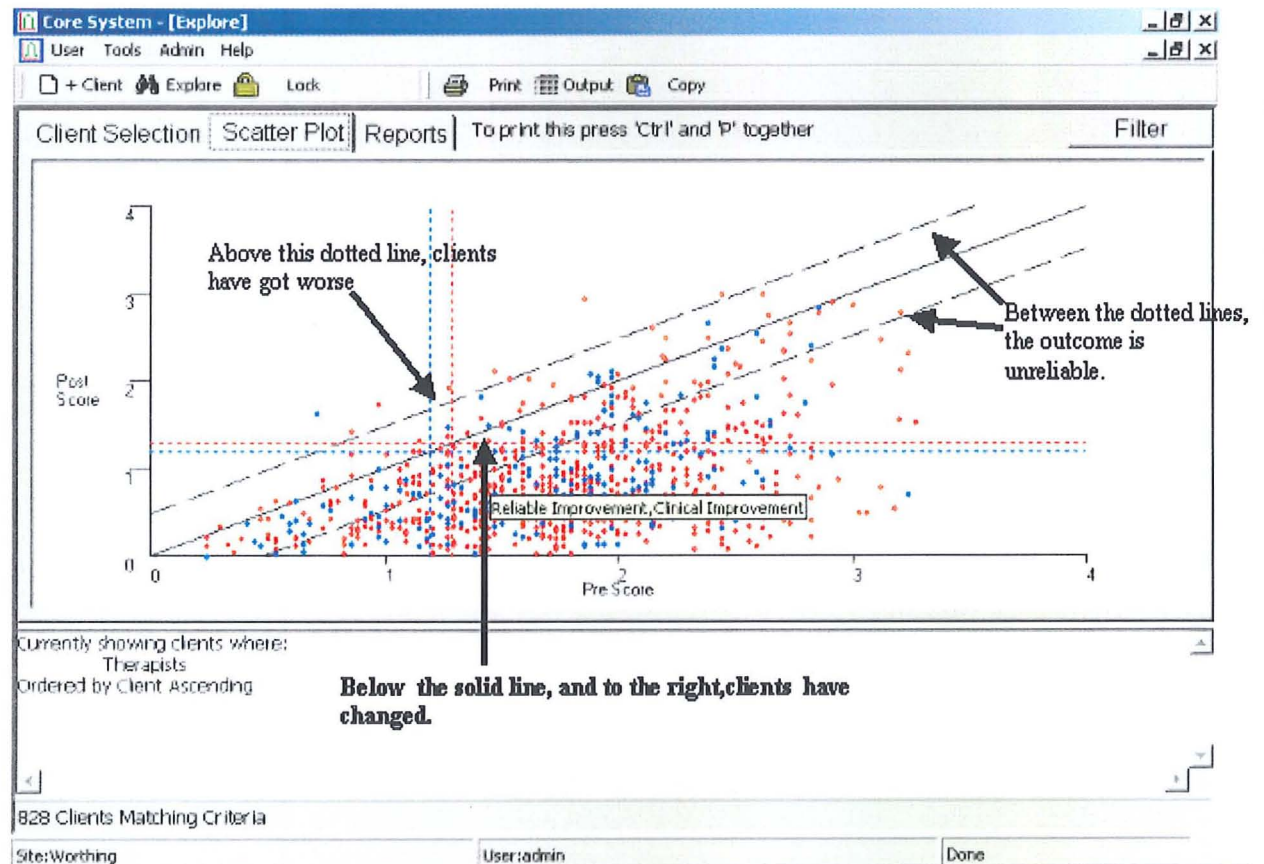 Core System - [Explore]
User Tools Admin Help
+ Client Explore Lock Print Output Copy
Client Selection Scatter Plot Reports To print this press 'Ctrl' and 'P' together Filter
4
3
2
1
0
Post
Score
Above this dotted line, clients
have got worse
Between the dotted lines,
the outcome is
unreliable.
Reliable Improvement,Clinical Improvement
0 1 2 3 4
Pre Score
Currently showing clients where:
Therapists
Ordered by Client Ascending
Below the solid line, and to the right,clients have
changed.
828 Clients Matching Criteria
Site:Worthing User:admin Done